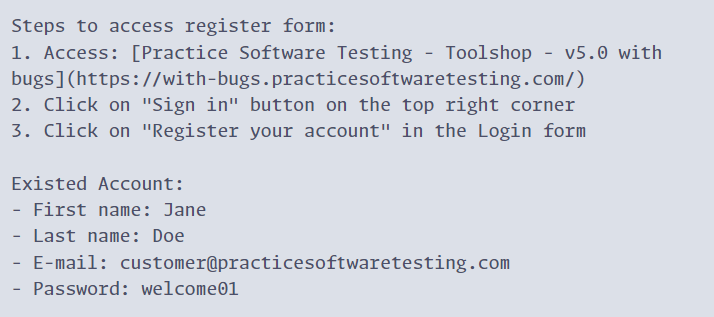 Steps to access register form:
1. Access: [Practice Software Testing - Toolshop - v5.0 with
bugs](https://with-bugs.practicesoftwaretesting.com/)
2. Click on "Sign in" button on the top right corner
3. Click on "Register your account" in the Login form
Existed Account:
- First name: Jane
- Last name: Doe
- E-mail: customer@practicesoftwaretesting.com
- Password: welcome01